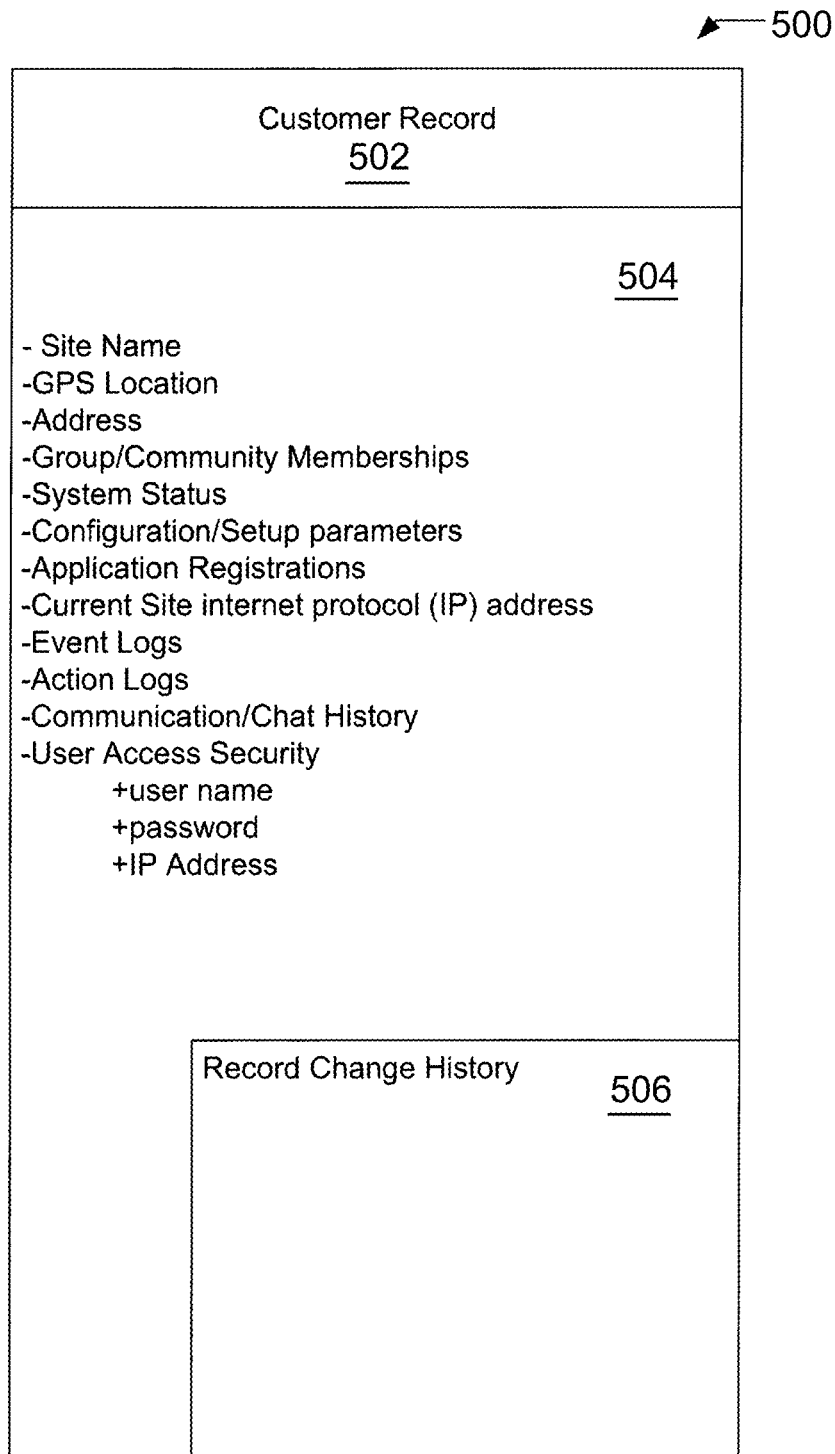 500
Customer Record
502
504
- Site Name
-GPS Location
-Address
-Group/Community Memberships
-System Status
-Configuration/Setup parameters
-Application Registrations
-Current Site internet protocol (IP) address
-Event Logs
-Action Logs
-Communication/Chat History
-User Access Security
+user name
+password
+IP Address
Record Change History
506